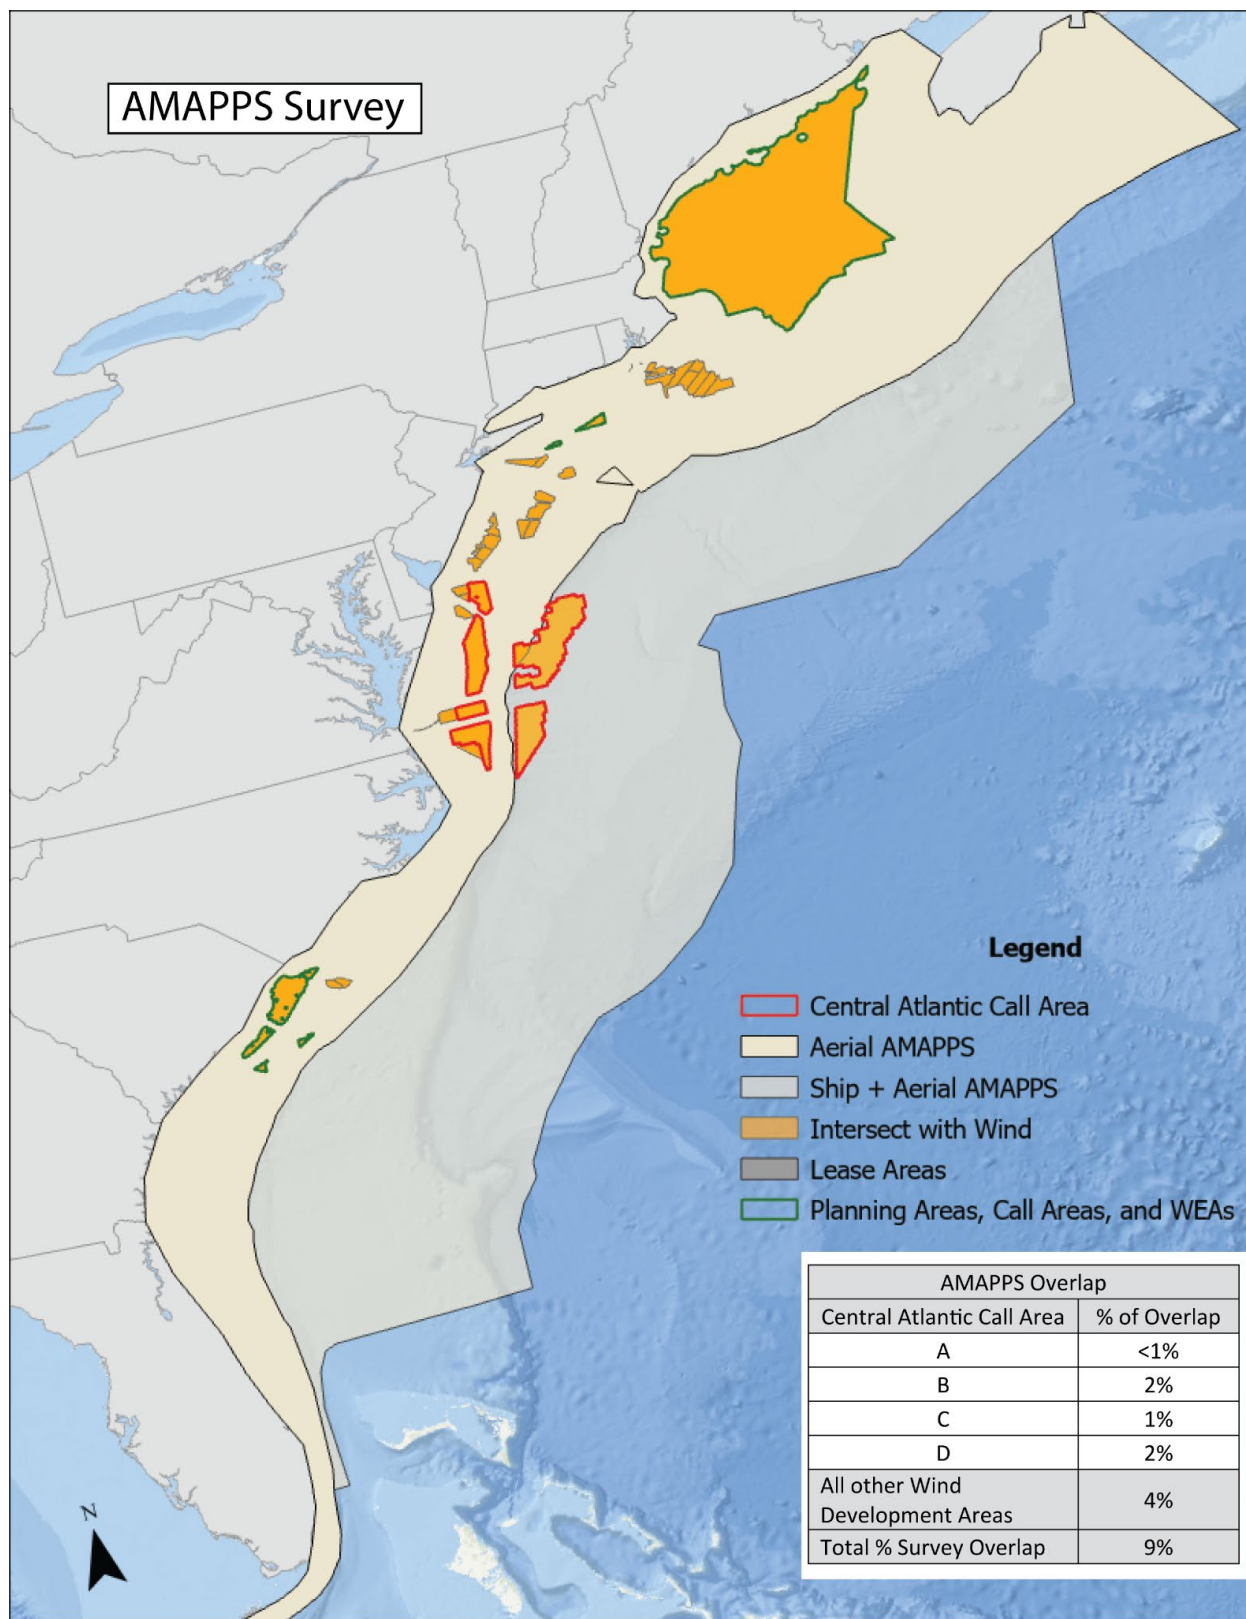 AMAPPS Survey
Legend
Central Atlantic Call Area
Aerial AMAPPS
Ship + Aerial AMAPPS
Intersect with Wind
Lease Areas
Planning Areas, Call Areas, and WEAs
AMAPPS Overlap
Central Atlantic Call Area % of Overlap
A <1%
B 2%
C 1%
D 2%
All other Wind
Development Areas 4%
Total % Survey Overlap 9%
N